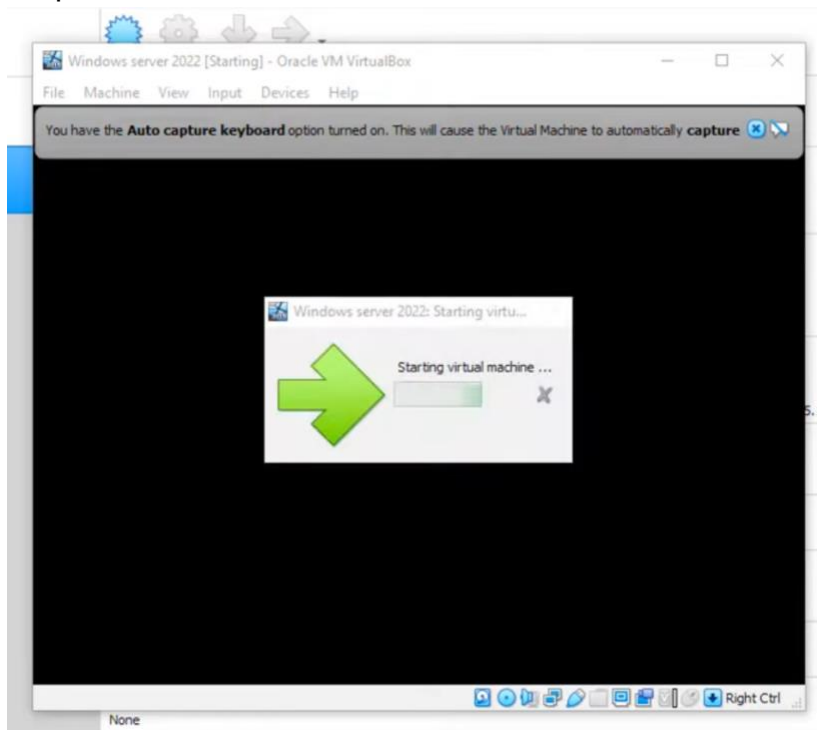 Windows server 2022 [Starting] - Oracle VM VirtualBox
File Machine View Input Devices Help
You have the Auto capture keyboard option turned on. This will cause the Virtual Machine to automatically capture
Windows server 2022: Starting virtu...
Starting virtual machine ...
s.
Right Ctrl
None